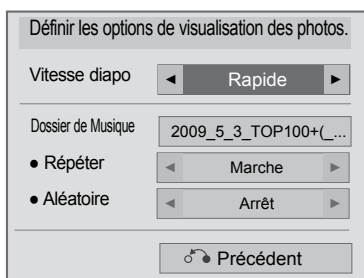 Définir les options de visualisation des photos.
Vitesse diapo ◄ Rapide ►
Dossier de Musique 2009_5_3_TOP100+(_...
● Répéter ◄ Marche ►
● Aléatoire ◄ Arrêt ►
Précédent